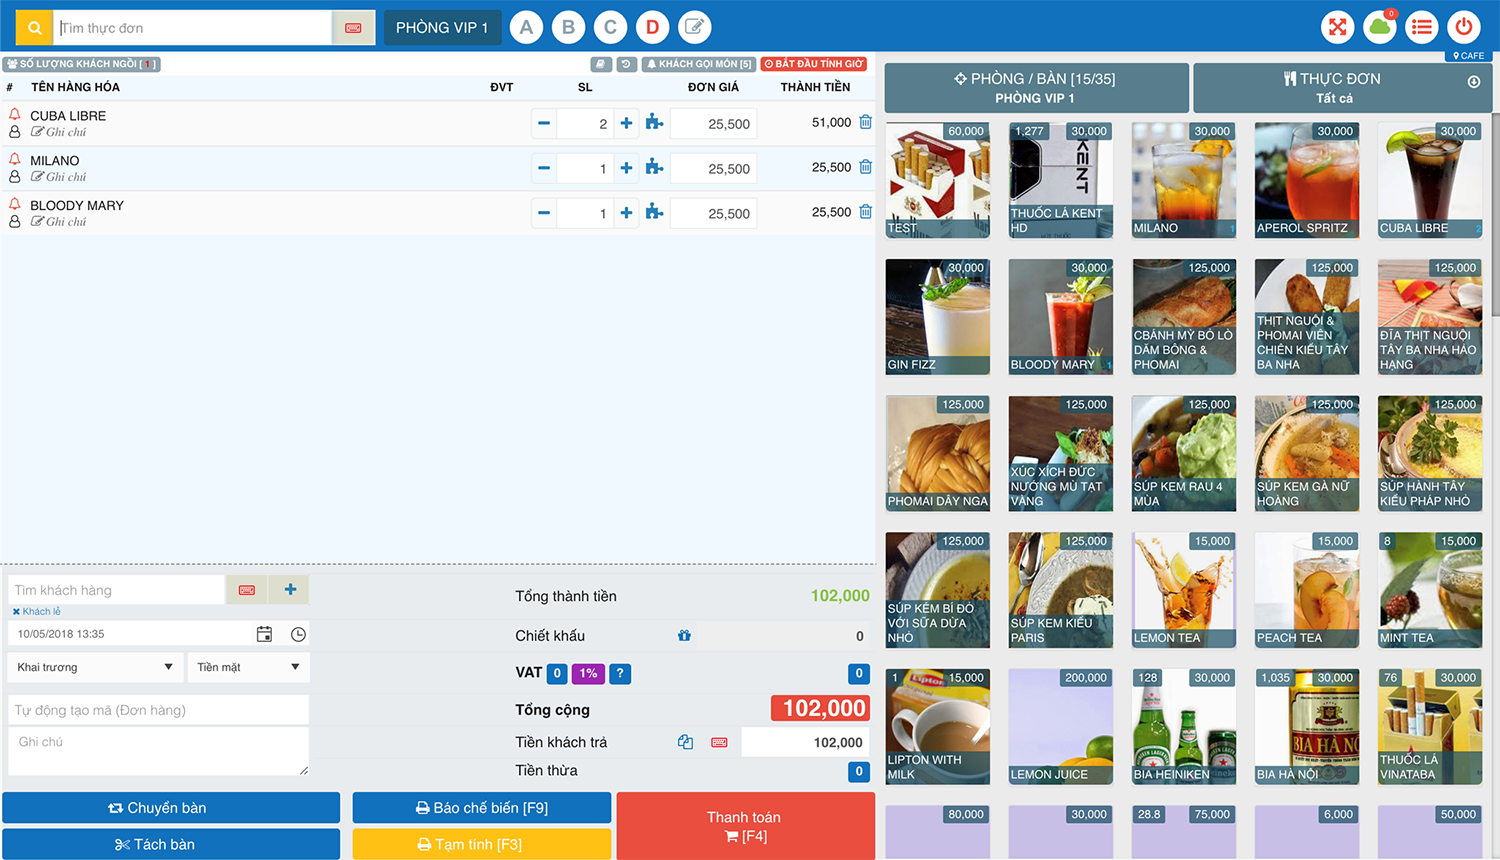 Tìm thực đơn
PHÒNG VIP 1
A
B
C
D
0
CAFE
SỐ LƯỢNG KHÁCH NGỒI [ 1 ]
KHÁCH GỌI MÓN [5]
BẮT ĐẦU TÍNH GIỜ
# TÊN HÀNG HÓA ĐVT SL ĐƠN GIÁ THÀNH TIỀN
CUBA LIBRE 2 25,500 51,000
Ghi chú
MILANO 1 25,500 25,500
Ghi chú
BLOODY MARY 1 25,500 25,500
Ghi chú
Tìm khách hàng
Khách lẻ
10/05/2018 13:35
Khai trương
Tiền mặt
Tự động tạo mã (Đơn hàng)
Ghi chú
Tổng thành tiền 102,000
Chiết khấu 0
VAT 0 1% ? 0
Tổng cộng 102,000
Tiền khách trả 102,000
Tiền thừa 0
Chuyển bàn
Báo chế biến [F9]
Tách bàn
Tạm tính [F3]
Thanh toán
[F4]
PHÒNG / BÀN [15/35]
PHÒNG VIP 1
THỰC ĐƠN
Tất cả
60,000
TEST
1,277 30,000
KENT
THUỐC LÁ KENT
HD
30,000
MILANO 1
30,000
APEROL SPRITZ
30,000
CUBA LIBRE 2
30,000
GIN FIZZ
30,000
BLOODY MARY 1
125,000
CBÁNH MỲ BỎ LÒ
DĂM BÔNG &
PHOMAI
125,000
THỊT NGUỘI &
PHOMAI VIÊN
CHIÊN KIỂU TÂY
BA NHA
125,000
ĐĨA THỊT NGUỘI
TÂY BA NHA HẢO
HẠNG
125,000
PHOMAI DÂY NGA
125,000
XÚC XÍCH ĐỨC
NƯỚNG MÙ TẠT
VÀNG
125,000
SÚP KEM RAU 4
MÙA
125,000
SÚP KEM GÀ NỮ
HOÀNG
125,000
SÚP HÀNH TÂY
KIỂU PHÁP NHỎ
125,000
SÚP KEM BÍ ĐỎ
VỚI SỮA DỪA
NHỎ
125,000
SÚP KEM KIỂU
PARIS
15,000
LEMON TEA
15,000
PEACH TEA
8 15,000
MINT TEA
1 15,000
Lipton
LIPTON WITH
MILK
200,000
LEMON JUICE
128 30,000
BIA HEINIKEN
1,035 30,000
BIA HÀ NỘI
BIA HÀ NỘI
76 30,000
THUỐC LÁ
VINATABA
80,000
30,000
28.8 75,000
6,000
50,000